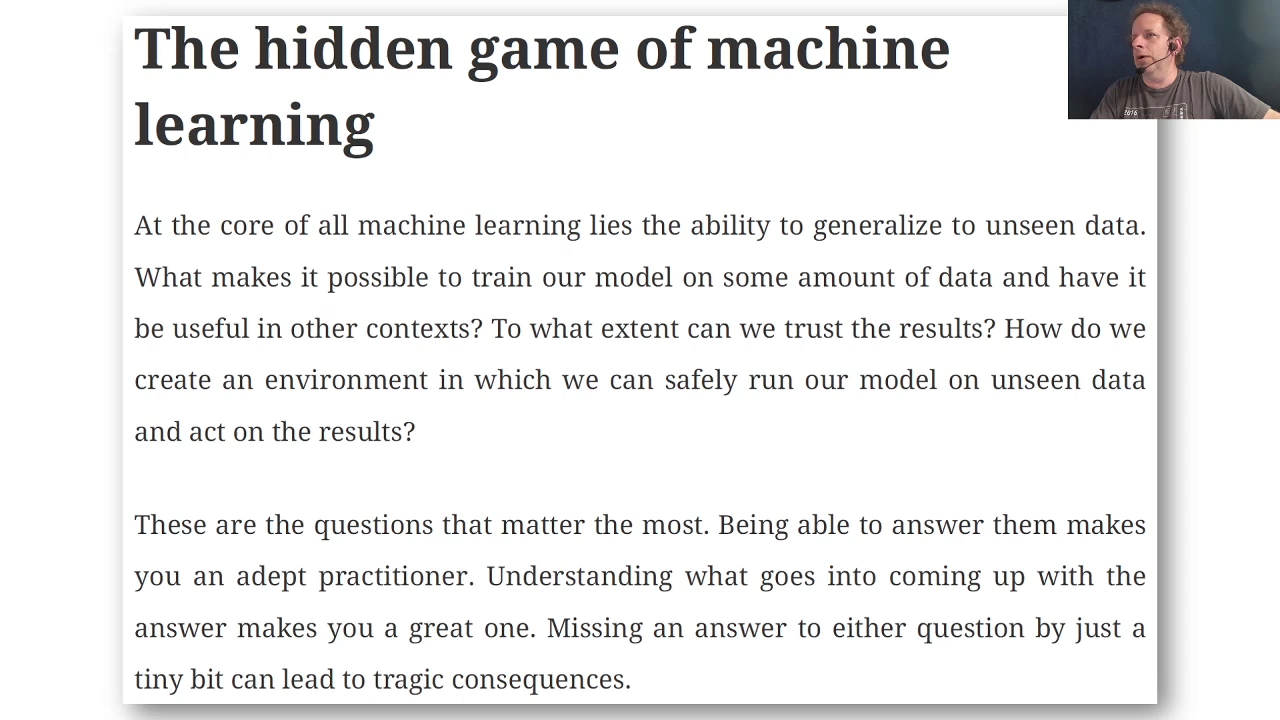 The hidden game of machine
learning
At the core of all machine learning lies the ability to generalize to unseen data.
What makes it possible to train our model on some amount of data and have it
be useful in other contexts? To what extent can we trust the results? How do we
create an environment in which we can safely run our model on unseen data
and act on the results?
These are the questions that matter the most. Being able to answer them makes
you an adept practitioner. Understanding what goes into coming up with the
answer makes you a great one. Missing an answer to either question by just a
tiny bit can lead to tragic consequences.
2016